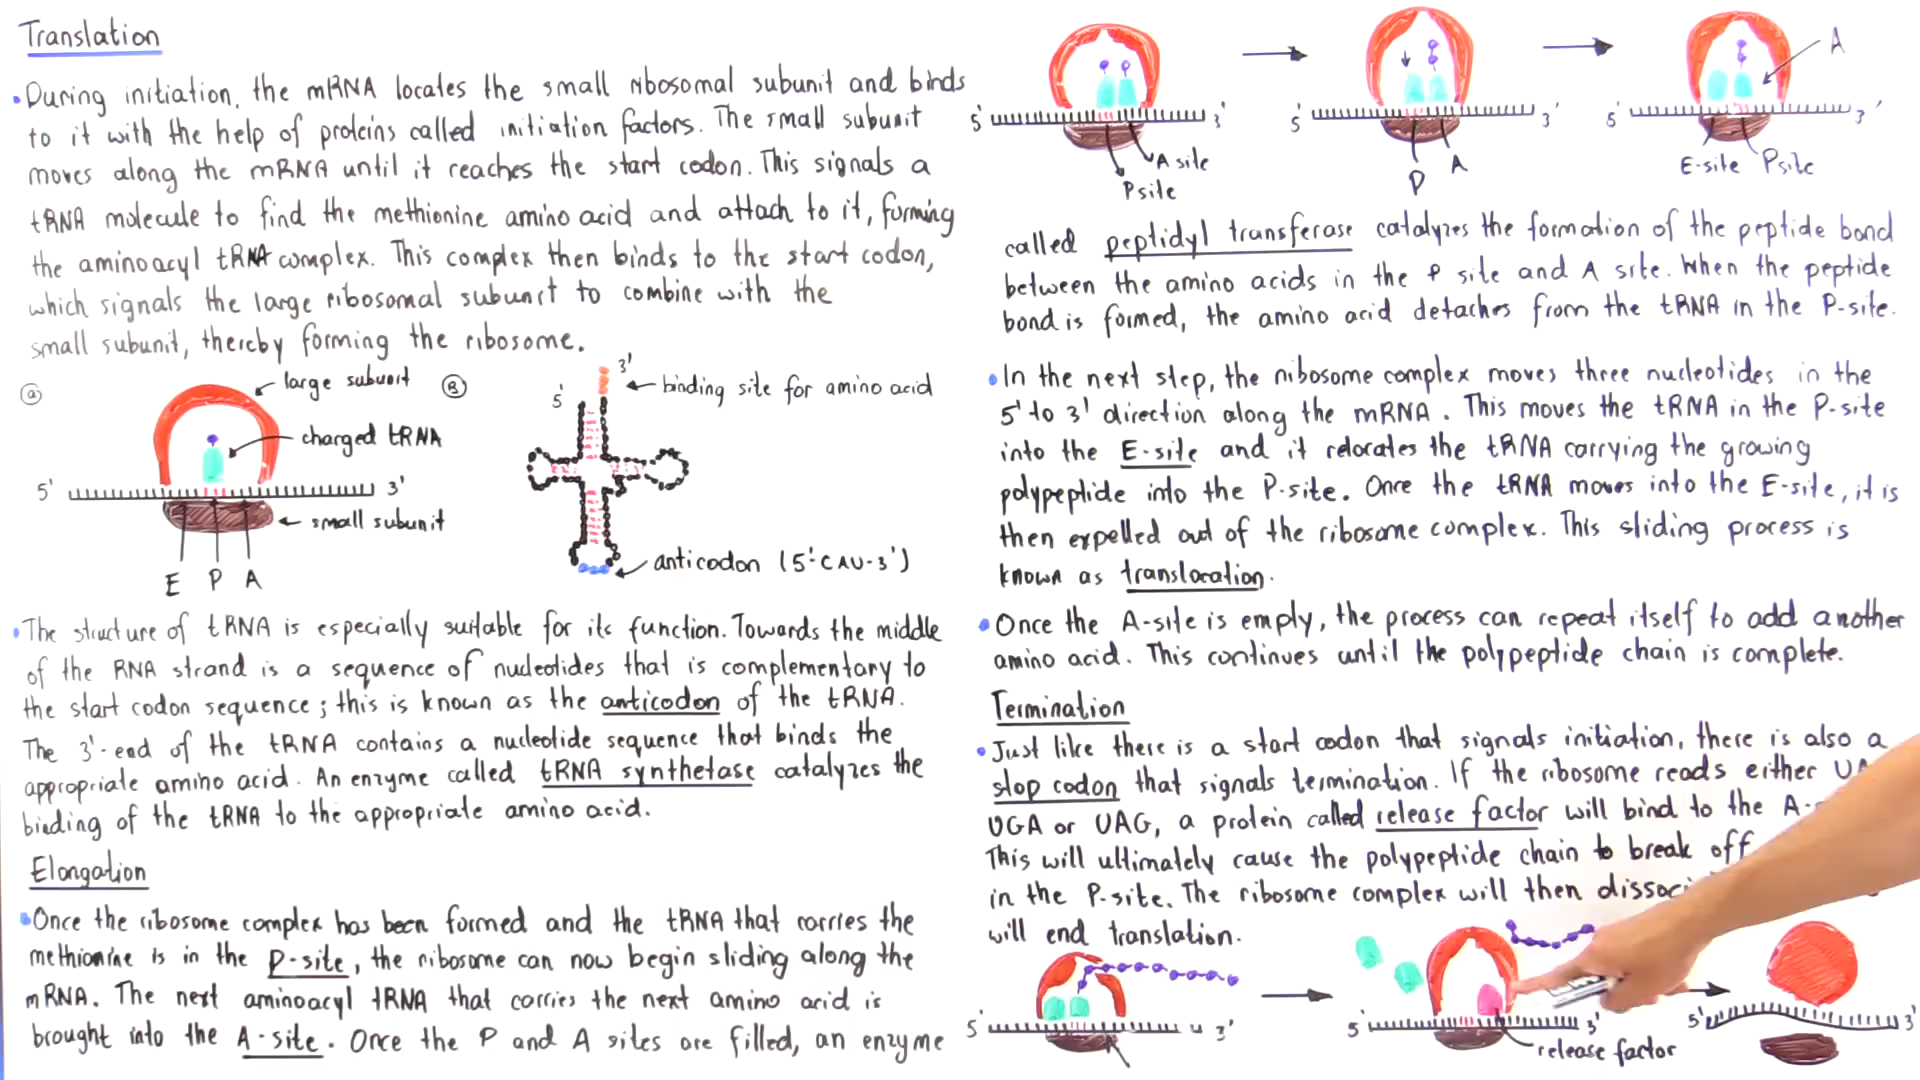 Translation
•During initiation, the mRNA locates the small ribosomal subunit and binds
to it with the help of proteins called initiation factors. The small subunit
moves along the mRNA until it reaches the start codon. This signals a
tRNA molecule to find the methionine amino acid and attach to it, forming
the aminoacyl tRNA complex. This complex then binds to the start codon,
which signals the large ribosomal subunit to combine with the
small subunit, thereby forming the ribosome.
a
large subunit
charged tRNA
5' 3'
small subunit
E P A
B
3'
5'
binding site for amino acid
anticodon (5'-CAU-3')
•The structure of tRNA is especially suitable for its function. Towards the middle
of the RNA strand is a sequence of nucleotides that is complementary to
the start codon sequence; this is known as the anticodon of the tRNA.
The 3'-end of the tRNA contains a nucleotide sequence that binds the
appropriate amino acid. An enzyme called tRNA synthetase catalyzes the
binding of the tRNA to the appropriate amino acid.
Elongation
•Once the ribosome complex has been formed and the tRNA that carries the
methionine is in the P-site, the ribosome can now begin sliding along the
mRNA. The next aminoacyl tRNA that carries the next amino acid is
brought into the A-site. Once the P and A sites are filled, an enzyme
5' 3'
A site
P site
5' 3'
P A
A
5' 3'
E-site P site
called peptidyl transferase catalyzes the formation of the peptide bond
between the amino acids in the P site and A site. When the peptide
bond is formed, the amino acid detaches from the tRNA in the P-site.
•In the next step, the ribosome complex moves three nucleotides in the
5' to 3' direction along the mRNA. This moves the tRNA in the P-site
into the E-site and it relocates the tRNA carrying the growing
polypeptide into the P-site. Once the tRNA moves into the E-site, it is
then expelled out of the ribosome complex. This sliding process is
known as translocation.
•Once the A-site is empty, the process can repeat itself to add another
amino acid. This continues until the polypeptide chain is complete.
Termination
•Just like there is a start codon that signals initiation, there is also a
stop codon that signals termination. If the ribosome reads either
UGA or UAG, a protein called release factor will bind to the
This will ultimately cause the polypeptide chain to break off
in the P-site. The ribosome complex will then
will end translation.
5' 3'
5' 3'
release factor
5' 3'